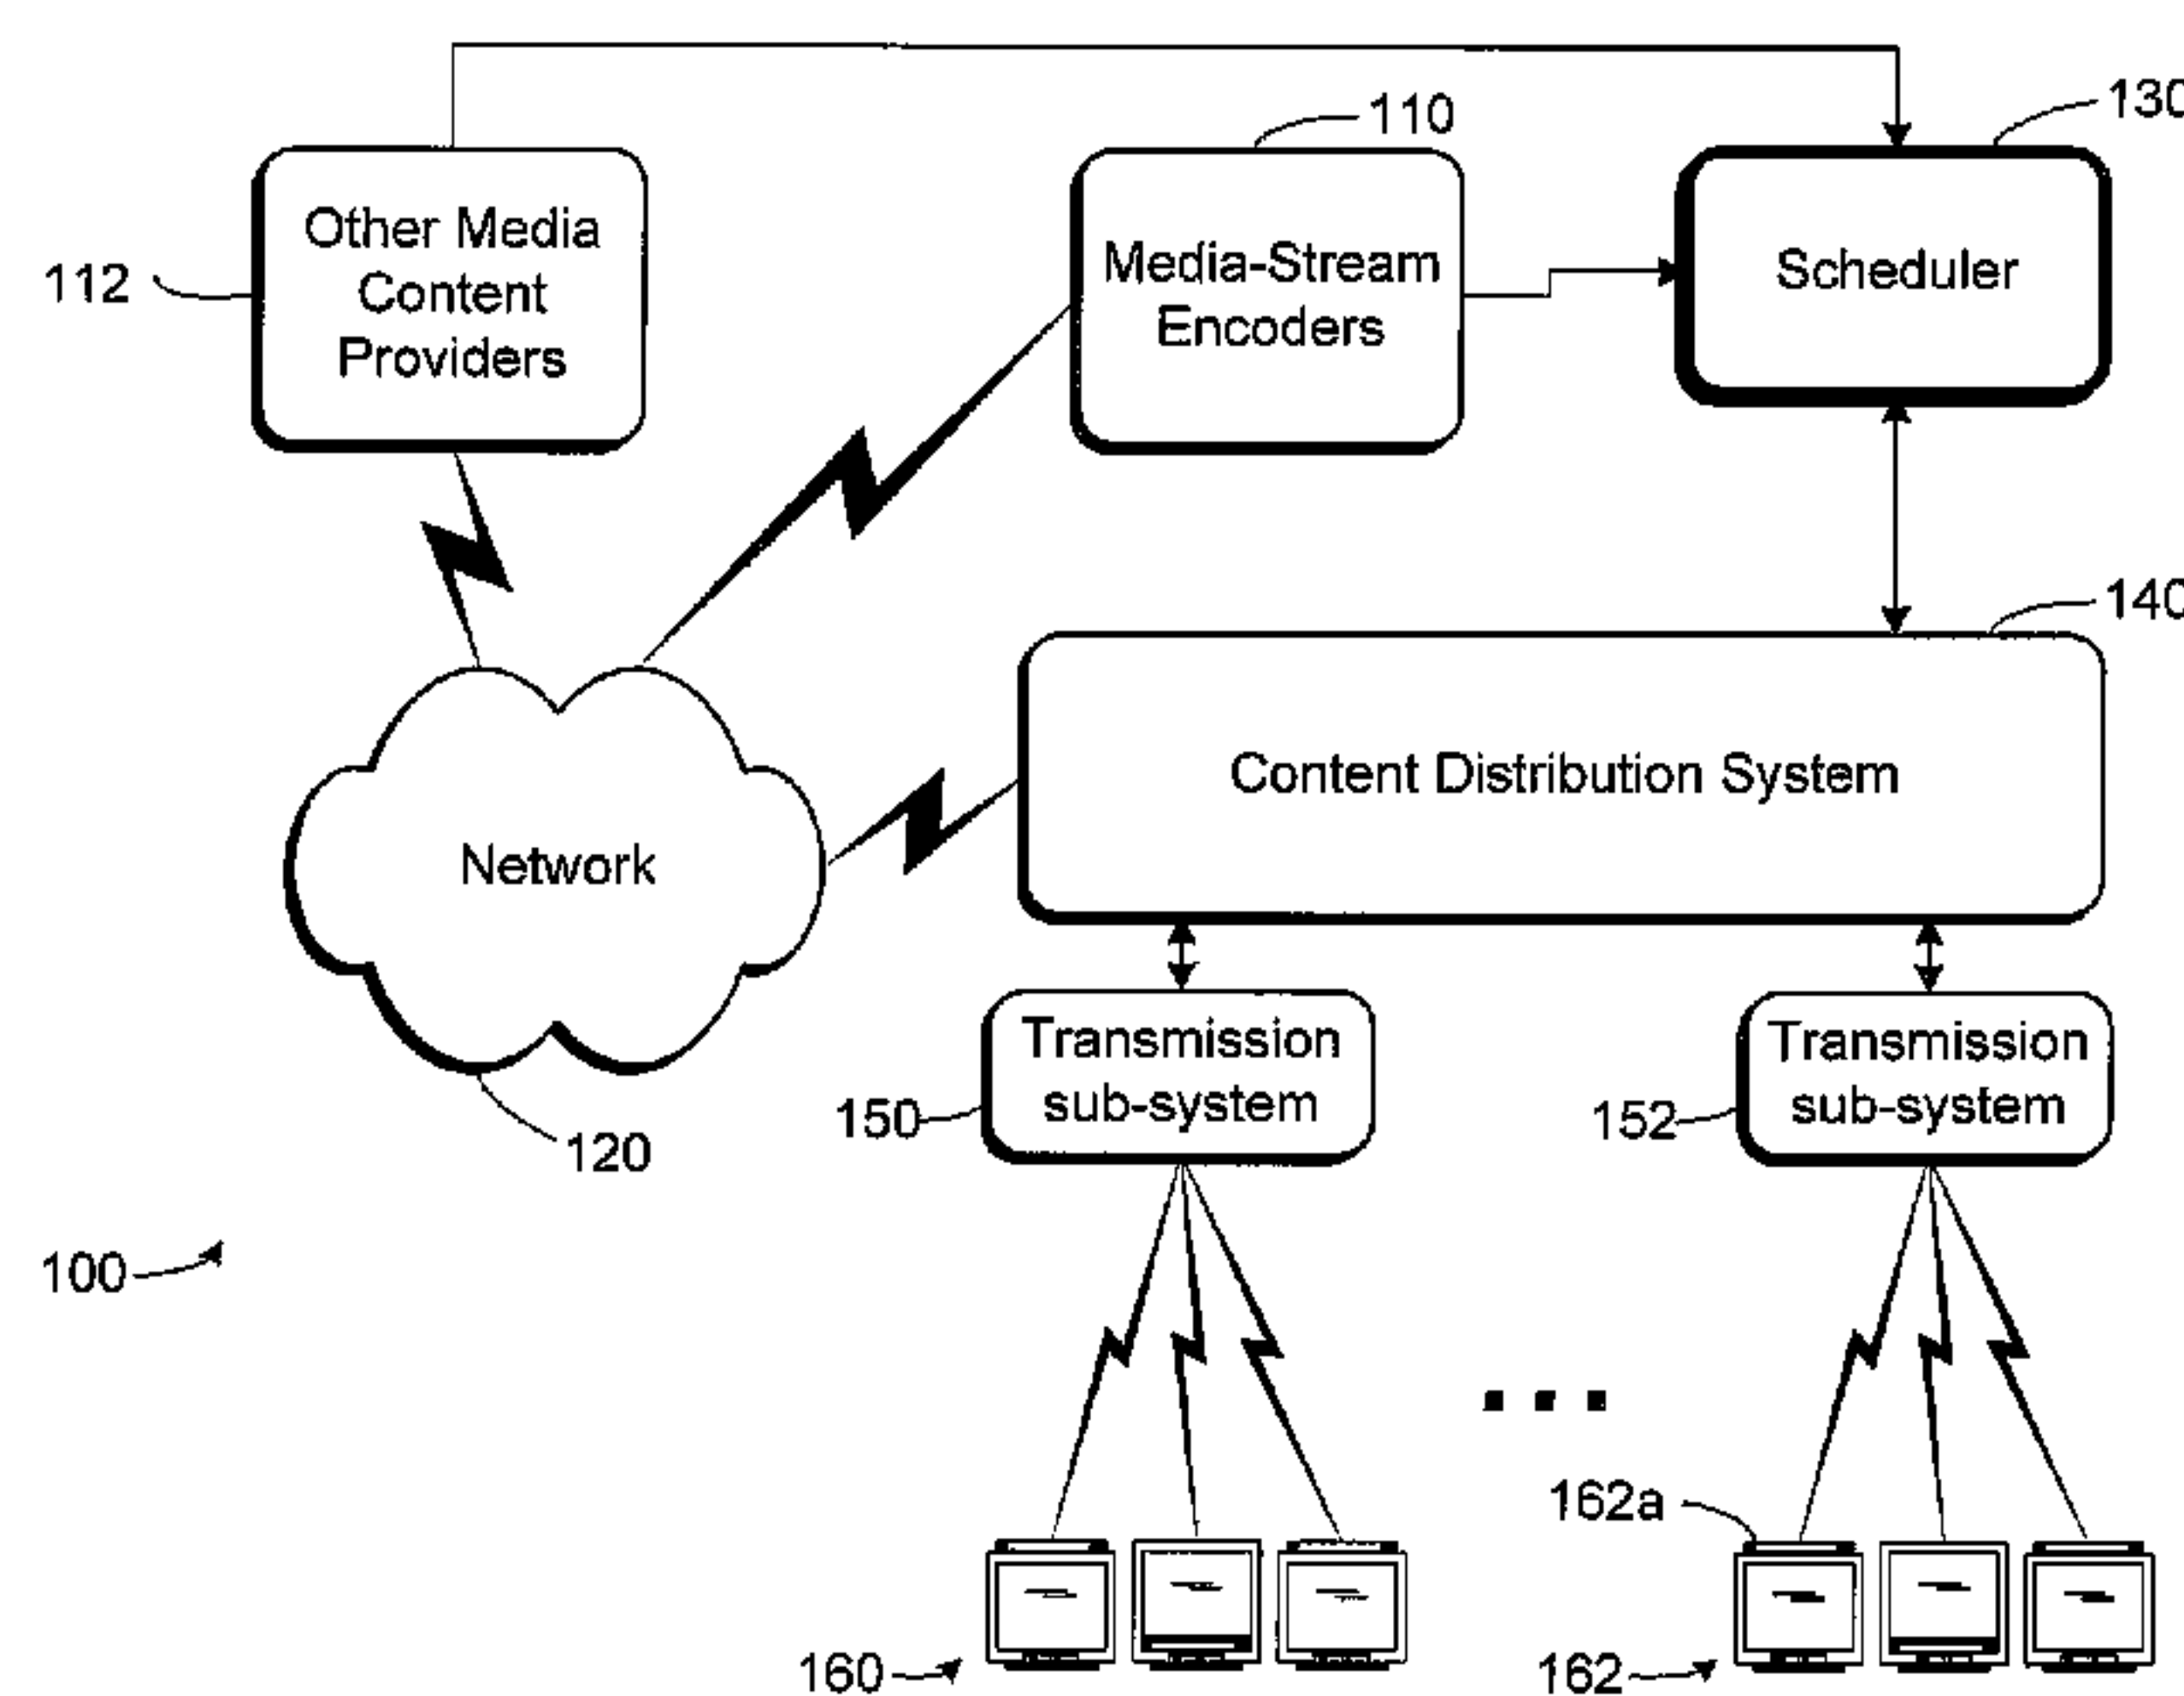 110
130
Other Media
Content
Providers
112
Media-Stream
Encoders
Scheduler
140
Content Distribution System
Network
Transmission
sub-system
150
Transmission
sub-system
152
120
100
...
162a
160
162